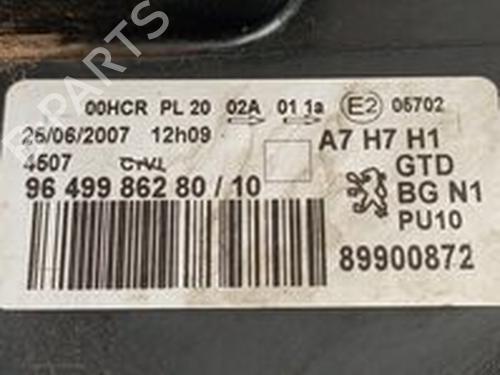 00HCR PL 20 02A 01 1a E2 05702
25/06/2007 12h09 A7 H7 H1
4507 GTD
96 499 862 80 / 10 BG N1
PU10
89900872